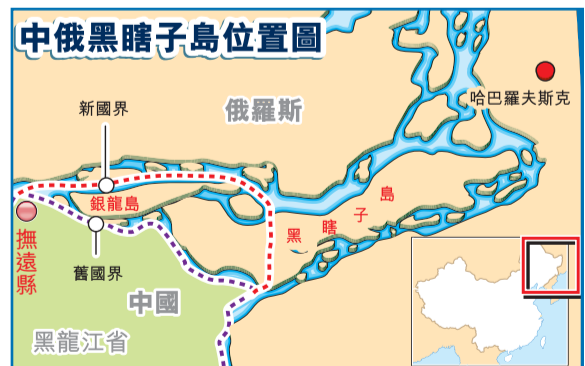 中俄黑瞎子島位置圖
新國界
俄羅斯
哈巴羅夫斯克
銀龍島
黑瞎子島
撫遠縣
舊國界
中國
黑龍江省